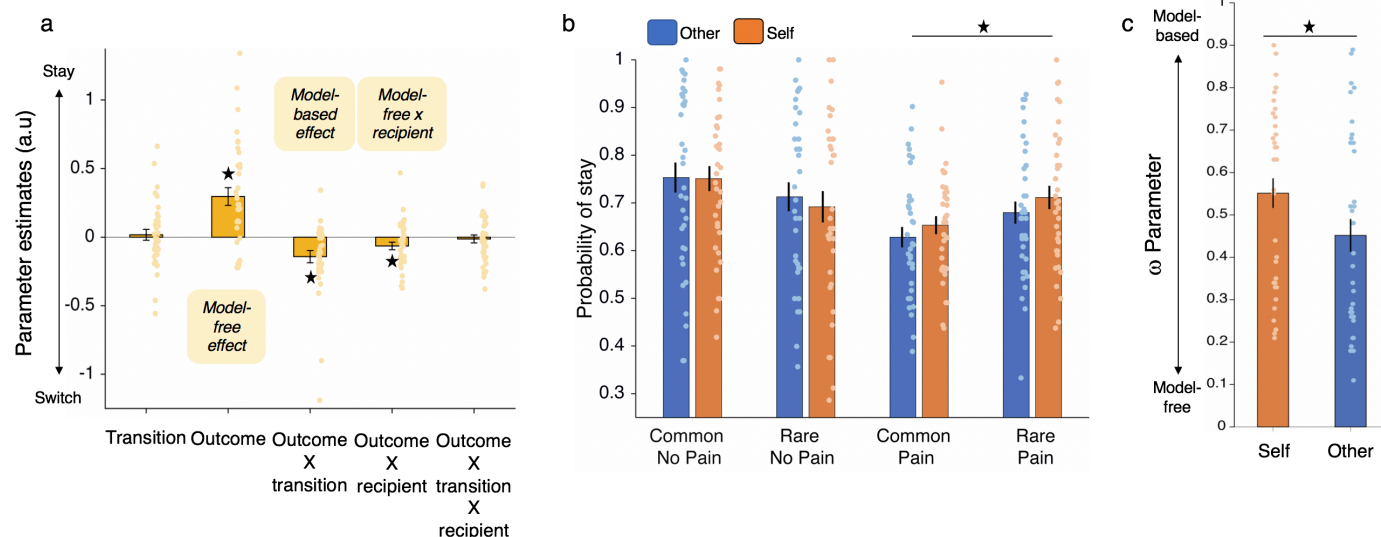 a
Parameter estimates (a.u)
Stay
Switch
1
0.5
0
-0.5
-1
Model-
based
effect
Model-
free x
recipient
Model-
free
effect
Transition
Outcome
Outcome
X
transition
Outcome
X
recipient
Outcome
X
transition
X
recipient
b
Other
Self
Probability of stay
1
0.9
0.8
0.7
0.6
0.5
0.4
0.3
Common
No Pain
Rare
No Pain
Common
Pain
Rare
Pain
c
Model-
based
ω Parameter
Model-
free
1
0.9
0.8
0.7
0.6
0.5
0.4
0.3
0.2
0.1
0
Self
Other